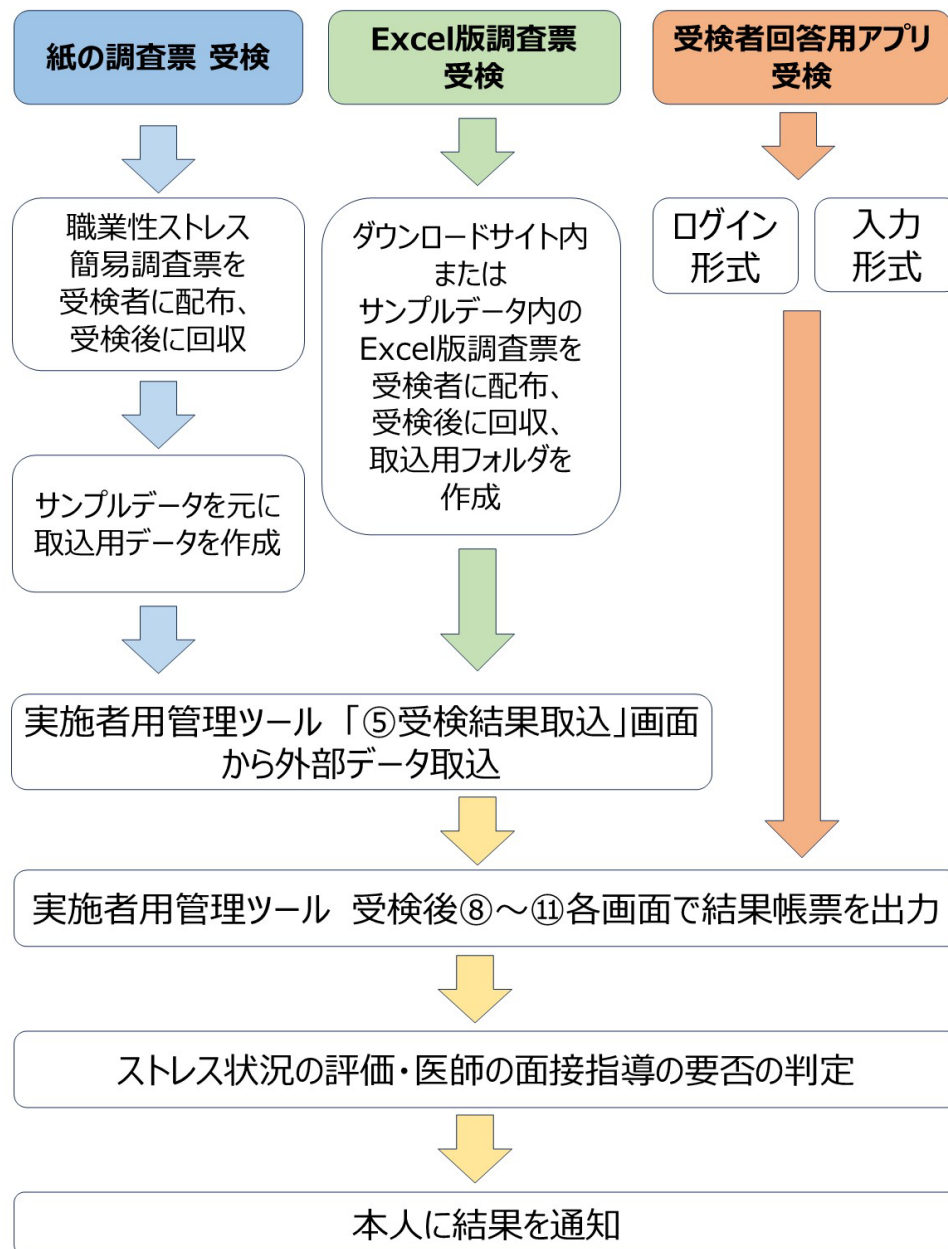 紙の調査票 受検
Excel版調査票
受検
受検者回答用アプリ
受検
職業性ストレス
簡易調査票を
受検者に配布、
受検後に回収
サンプルデータを元に
取込用データを作成
ダウンロードサイト内
または
サンプルデータ内の
Excel版調査票を
受検者に配布、
受検後に回収、
取込用フォルダを
作成
ログイン
形式
入力
形式
実施者用管理ツール「⑤受検結果取込」画面
から外部データ取込
実施者用管理ツール 受検後⑧～⑪各画面で結果帳票を出力
ストレス状況の評価・医師の面接指導の要否の判定
本人に結果を通知